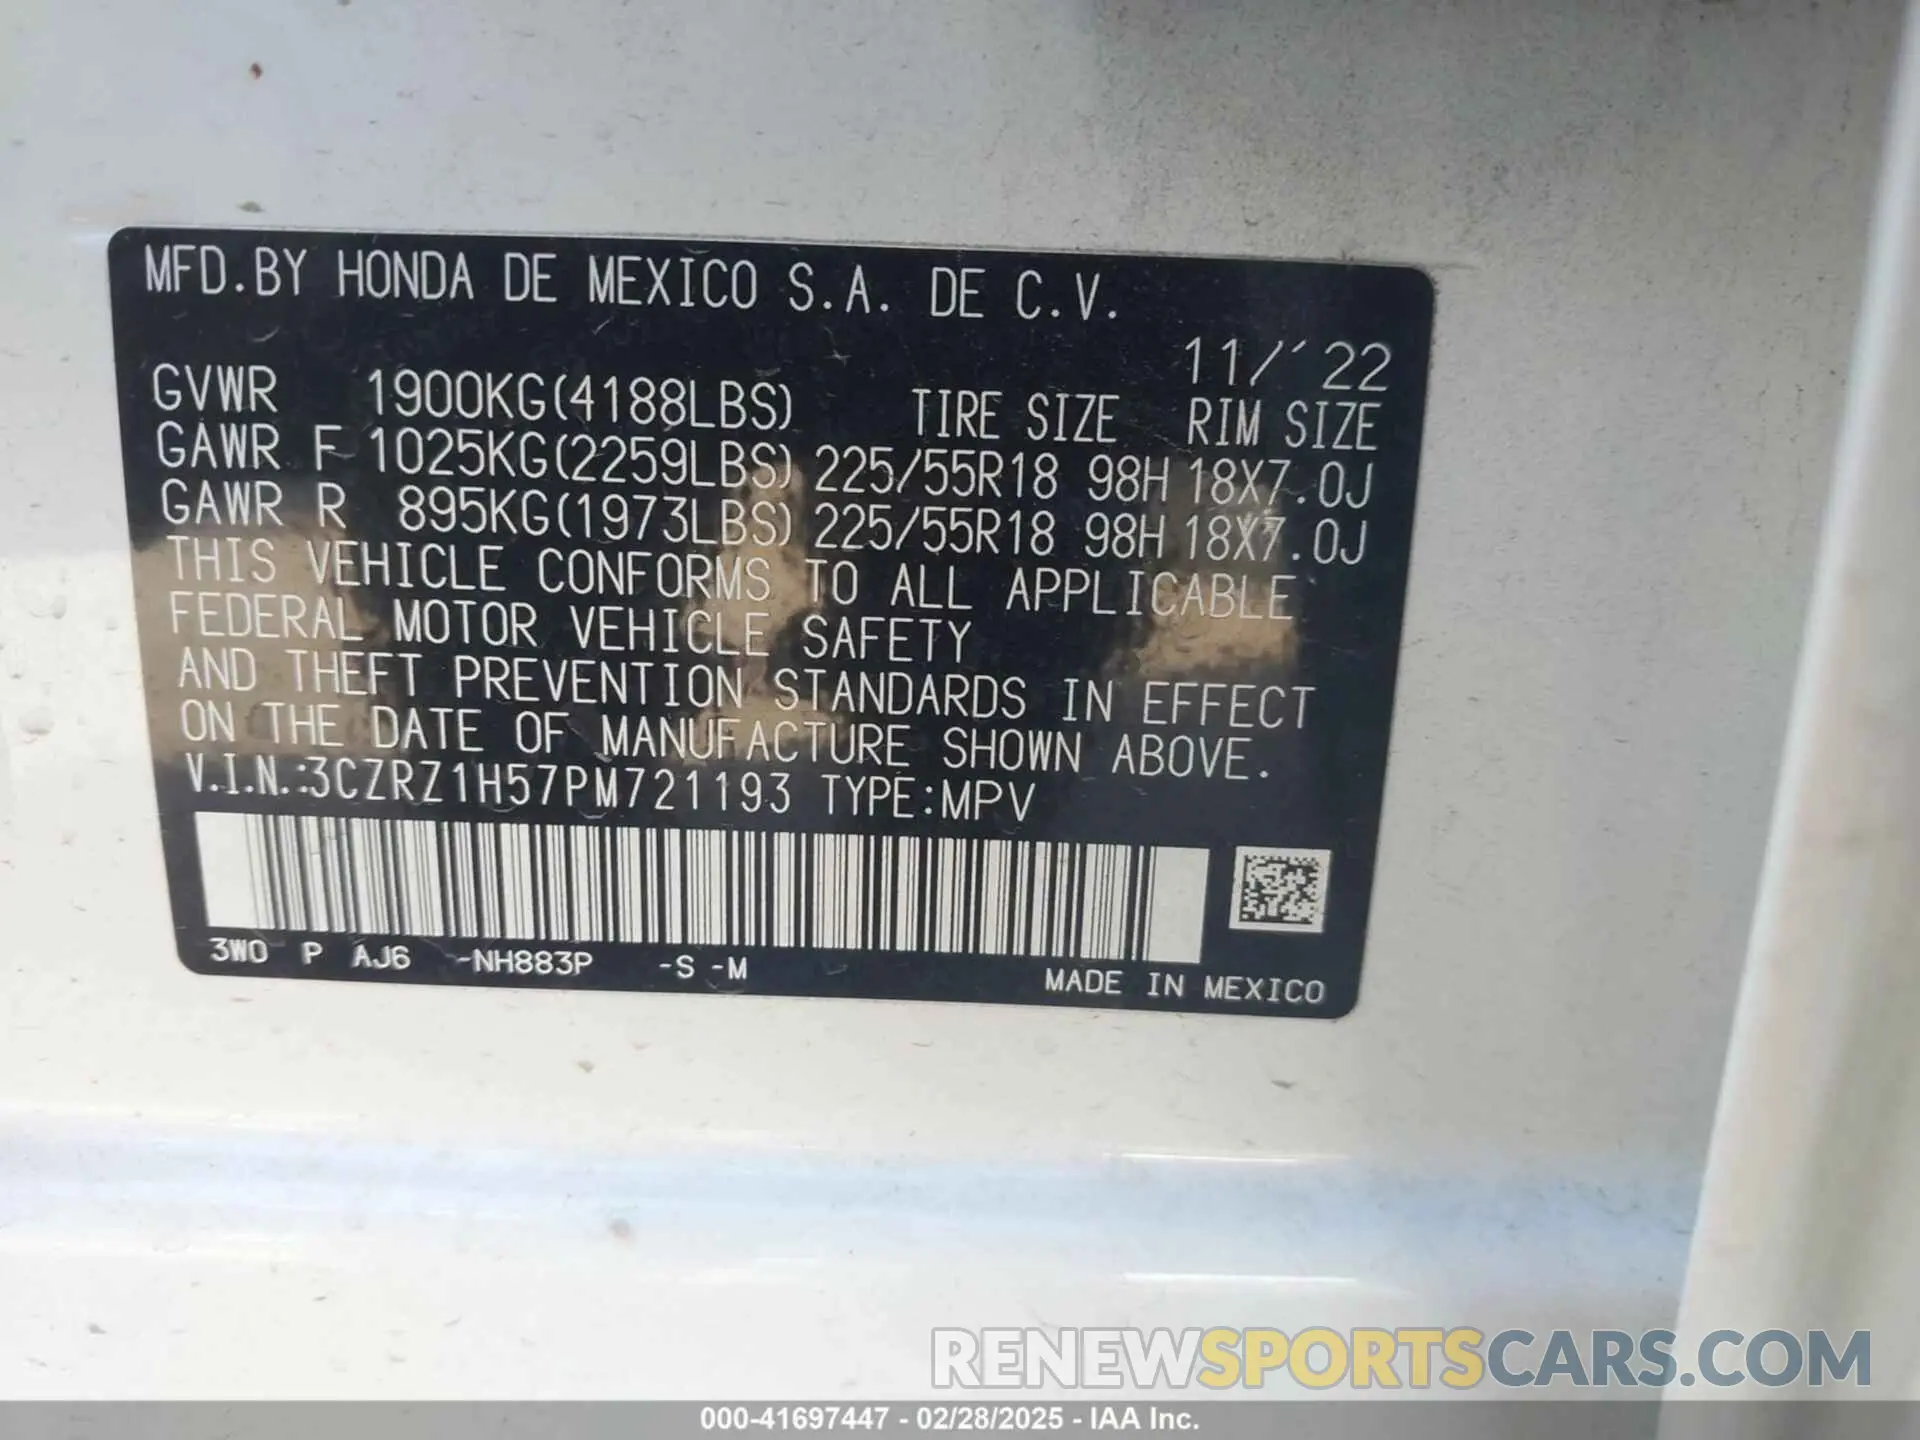 MFD.BY HONDA DE MEXICO S.A. DE C.V.
11/'22
GVWR 1900KG(4188LBS) TIRE SIZE RIM SIZE
GAWR F 1025KG(2259LBS) 225/55R18 98H 18X7.0J
GAWR R 895KG(1973LBS) 225/55R18 98H 18X7.0J
THIS VEHICLE CONFORMS TO ALL APPLICABLE
FEDERAL MOTOR VEHICLE SAFETY
AND THEFT PREVENTION STANDARDS IN EFFECT
ON THE DATE OF MANUFACTURE SHOWN ABOVE.
V.I.N.:3CZRZ1H57PM721193 TYPE:MPV
3W0 P AJ6 -NH883P -S -M
MADE IN MEXICO
RENEWSPORTSCARS.COM
000-41697447 - 02/28/2025 - IAA Inc.